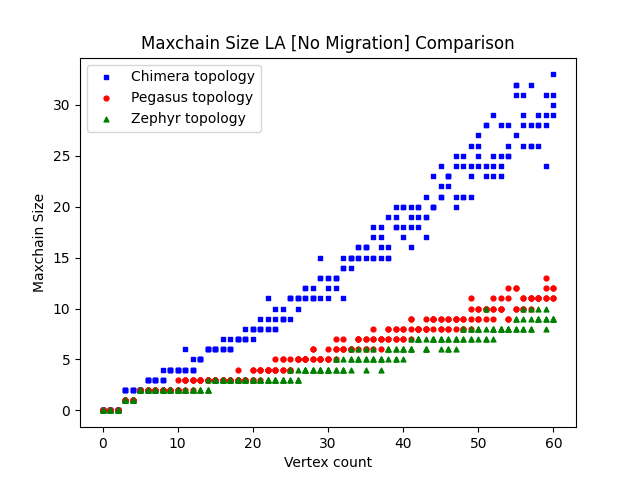 Maxchain Size LA [No Migration] Comparison
Chimera topology
Pegasus topology
Zephyr topology
30
25
20
15
10
5
0
Maxchain Size
0 10 20 30 40 50 60
Vertex count